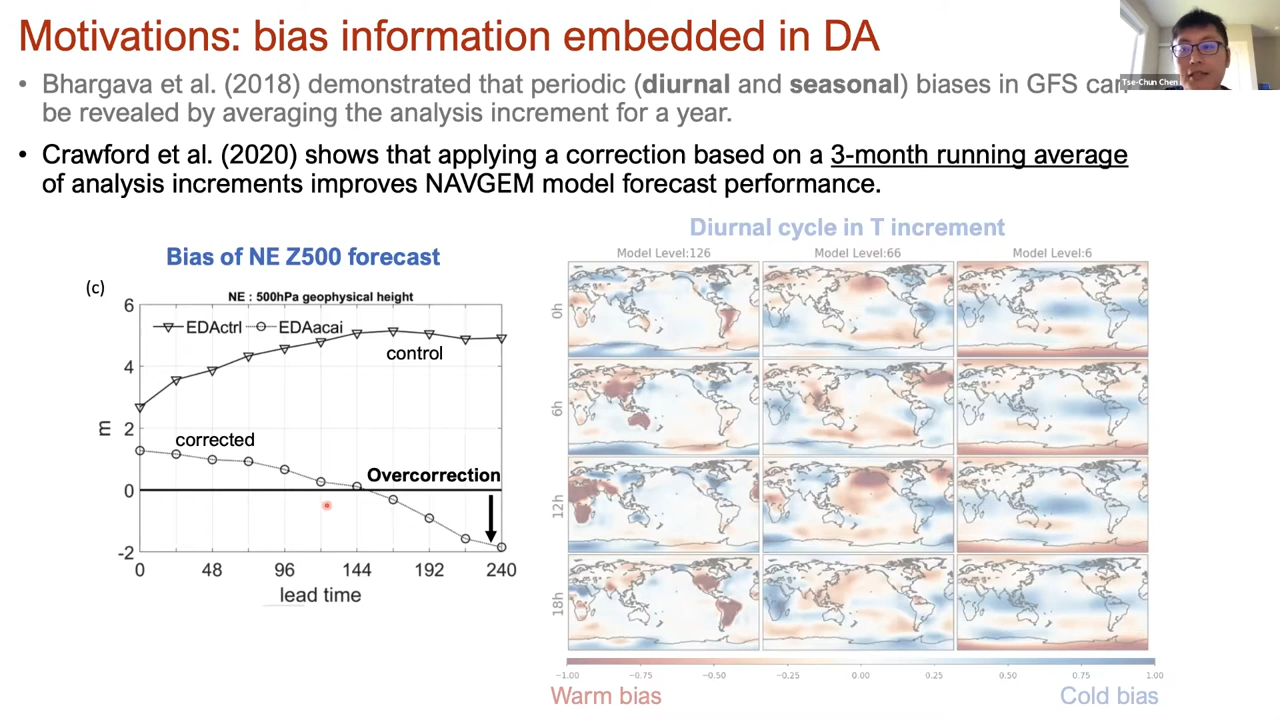 Motivations: bias information embedded in DA
Tse-Chun Chen
• Bhargava et al. (2018) demonstrated that periodic (diurnal and seasonal) biases in GFS can
be revealed by averaging the analysis increment for a year.
• Crawford et al. (2020) shows that applying a correction based on a 3-month running average
of analysis increments improves NAVGEM model forecast performance.
Bias of NE Z500 forecast
(c)
NE : 500hPa geophysical height
EDActrl
EDAacai
control
corrected
Overcorrection
m
6
4
2
0
-2
0 48 96 144 192 240
lead time
Diurnal cycle in T increment
Model Level:126 Model Level:66 Model Level:6
0h
6h
12h
18h
−1.00 −0.75 −0.50 −0.25 0.00 0.25 0.50 0.75 1.00
Warm bias Cold bias